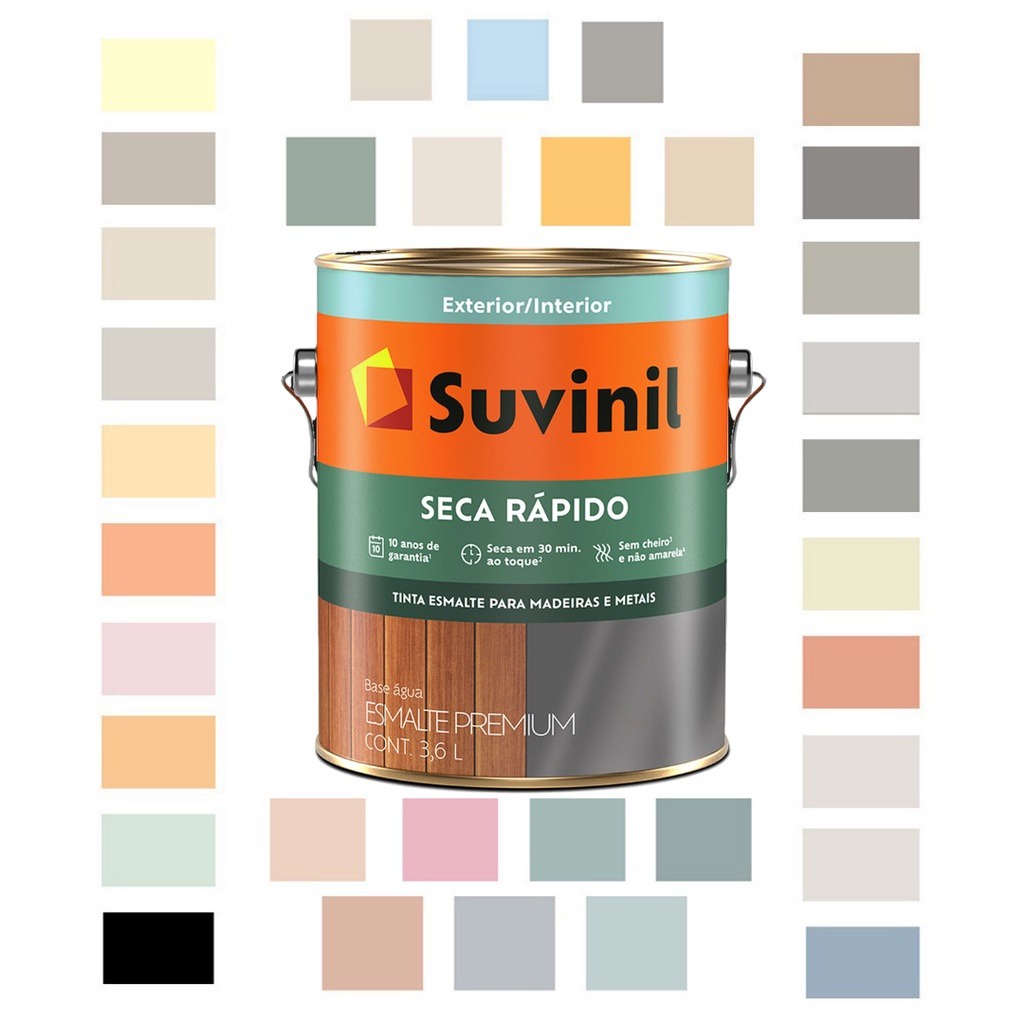 Exterior/Interior
Suvinil
SECA RÁPIDO
10 anos de
garantia¹
10
Seca em 30 min.
ao toque²
Sem cheiro³
e não amarela⁴
TINTA ESMALTE PARA MADEIRAS E METAIS
Base água
ESMALTE PREMIUM
CONT. 3,6 L